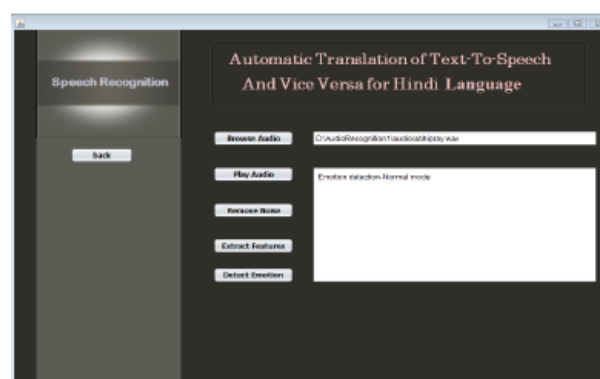 Automatic Translation of Text-To-Speech
And Vice Versa for Hindi Language
Speech Recognition
back
Browse Audio
Play Audio
Emotion detaction-Normal mode
Remove Noise
Extract Features
Detect Emotion